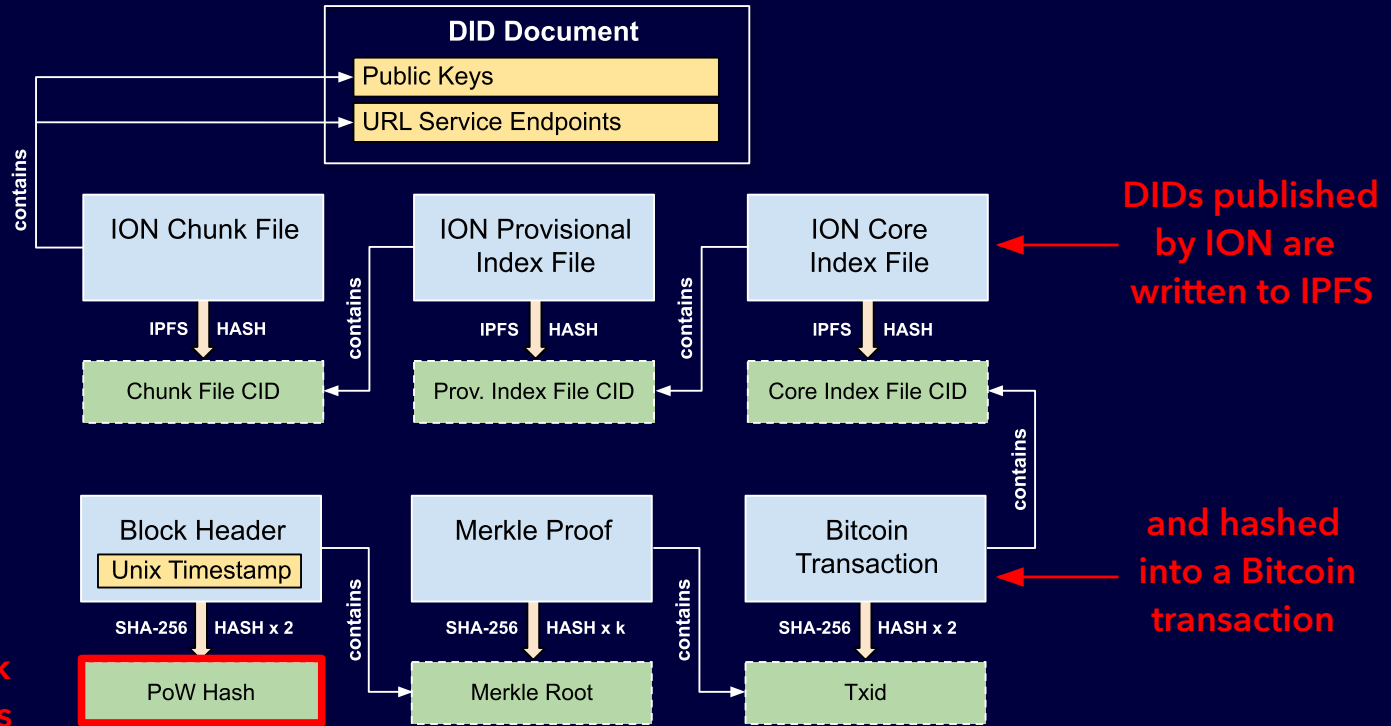 DID Document
Public Keys
URL Service Endpoints
contains
ION Chunk File
ION Provisional
Index File
ION Core
Index File
DIDs published
by ION are
written to IPFS
IPFS HASH
contains
IPFS HASH
contains
IPFS HASH
Chunk File CID
Prov. Index File CID
Core Index File CID
contains
Block Header
Unix Timestamp
Merkle Proof
Bitcoin
Transaction
and hashed
into a Bitcoin
transaction
SHA-256 HASH x 2
contains
SHA-256 HASH x k
contains
SHA-256 HASH x 2
PoW Hash
Merkle Root
Txid